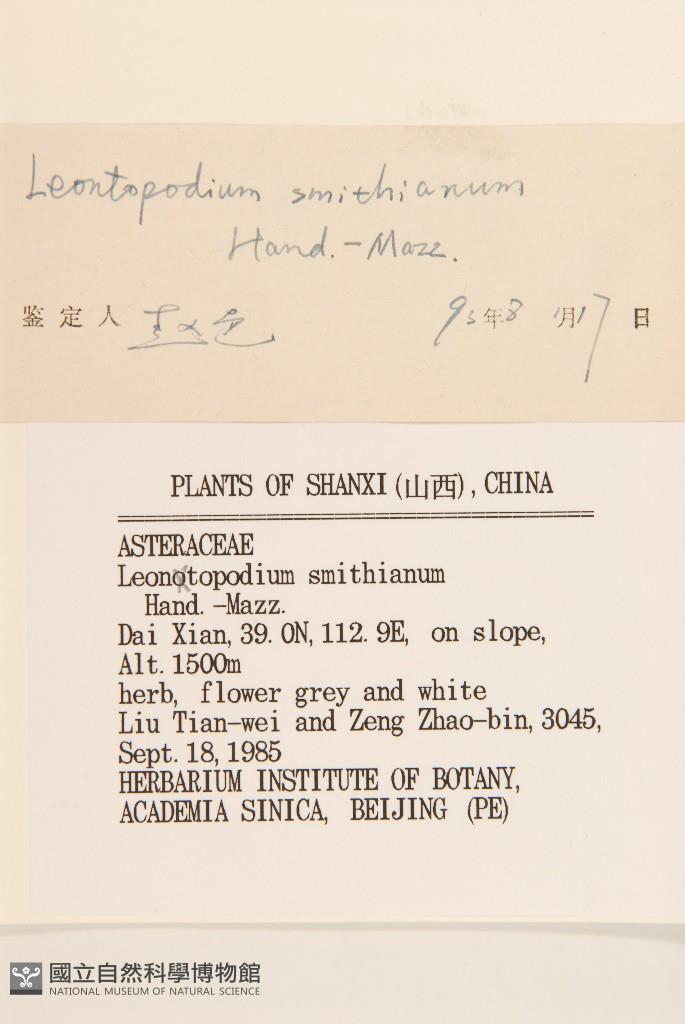 Leontopodium smithianum
Hand.-Mazz.
鉴定人 93年8月17日
PLANTS OF SHANXI (山西), CHINA
ASTERACEAE
Leonotopodium smithianum
Hand.-Mazz.
Dai Xian, 39.0N, 112.9E, on slope,
Alt. 1500m
herb, flower grey and white
Liu Tian-wei and Zeng Zhao-bin, 3045,
Sept. 18, 1985
HERBARIUM INSTITUTE OF BOTANY,
ACADEMIA SINICA, BEIJING (PE)
國立自然科學博物館
NATIONAL MUSEUM OF NATURAL SCIENCE